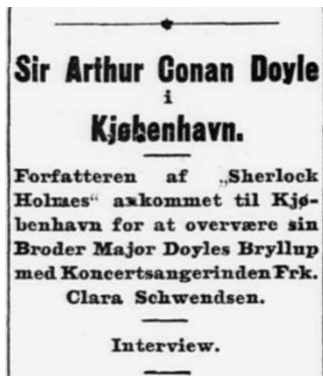 Sir Arthur Conan Doyle
i
Kjøbenhavn.
Forfatteren af „Sherlock
Holmes“ ankommet til Kjø-
benhavn for at overvære sin
Broder Major Doyles Bryllup
med Koncertsangerinden Frk.
Clara Schwendsen.
Interview.